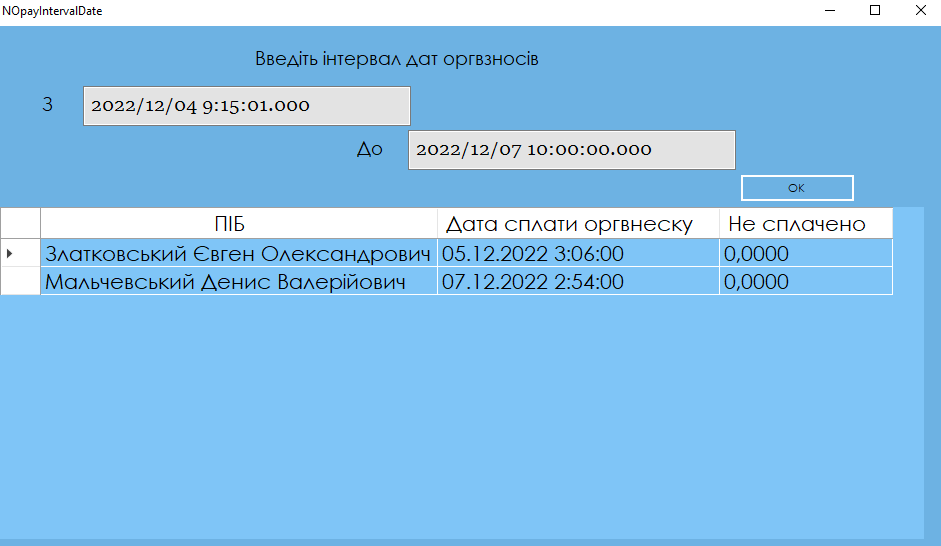 NOpayIntervalDate
Введіть інтервал дат оргвзносів
З 2022/12/04 9:15:01.000
До 2022/12/07 10:00:00.000
OK
ПІБ Дата сплати оргвнеску Не сплачено
Златковський Євген Олександрович 05.12.2022 3:06:00 0,0000
Мальчевський Денис Валерійович 07.12.2022 2:54:00 0,0000